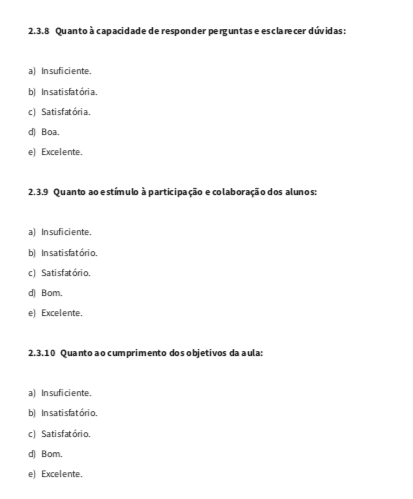 2.3.8 Quanto à capacidade de responder perguntas e esclarecer dúvidas:
a) Insuficiente.
b) Insatisfatória.
c) Satisfatória.
d) Boa.
e) Excelente.
2.3.9 Quanto ao estímulo à participação e colaboração dos alunos:
a) Insuficiente.
b) Insatisfatório.
c) Satisfatório.
d) Bom.
e) Excelente.
2.3.10 Quanto ao cumprimento dos objetivos da aula:
a) Insuficiente.
b) Insatisfatório.
c) Satisfatório.
d) Bom.
e) Excelente.